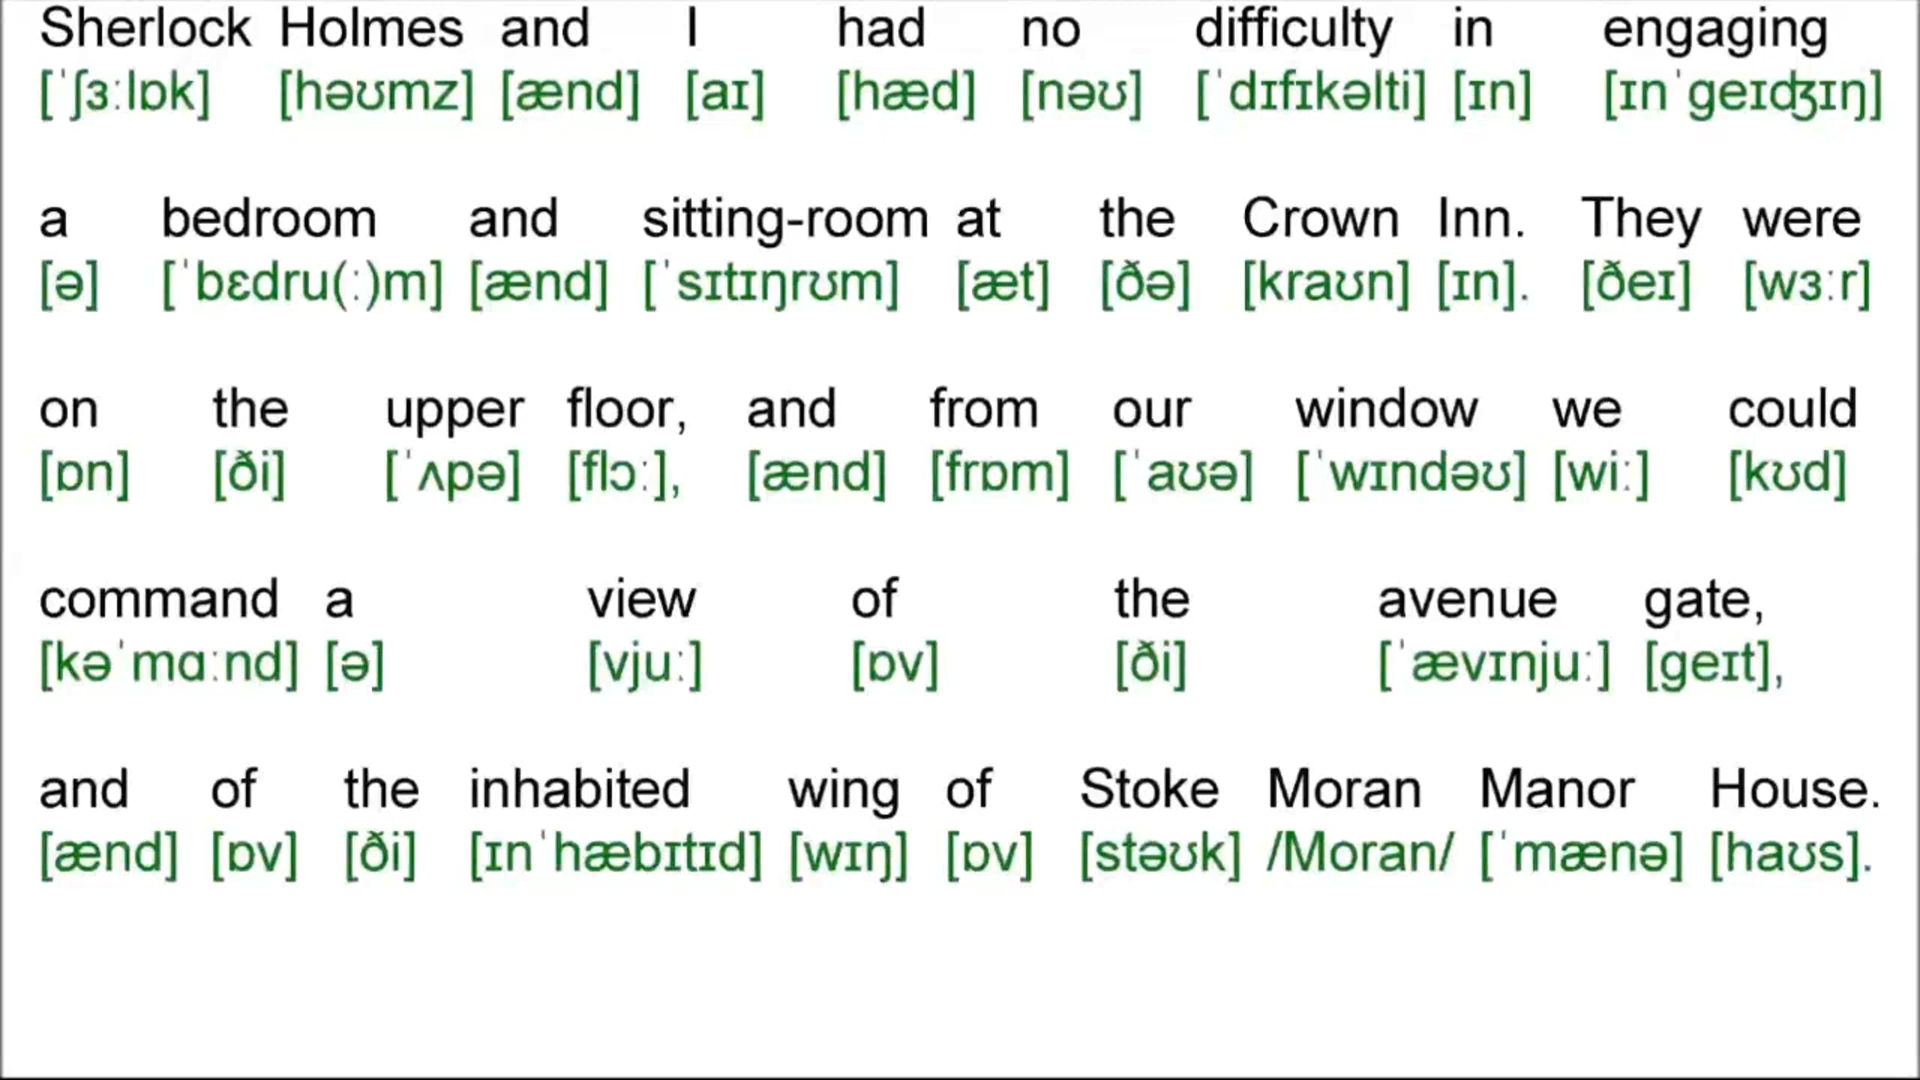 Sherlock Holmes and I had no difficulty in engaging
[ˈʃɜːlɒk] [həʊmz] [ænd] [aɪ] [hæd] [nəʊ] [ˈdɪfɪkəlti] [ɪn] [ɪnˈgeɪʤɪŋ]
a bedroom and sitting-room at the Crown Inn. They were
[ə] [ˈbɛdru(ː)m] [ænd] [ˈsɪtɪŋrʊm] [æt] [ðə] [kraʊn] [ɪn]. [ðeɪ] [wɜːr]
on the upper floor, and from our window we could
[ɒn] [ði] [ˈʌpə] [flɔː], [ænd] [frɒm] [ˈaʊə] [ˈwɪndəʊ] [wiː] [kʊd]
command a view of the avenue gate,
[kəˈmɑːnd] [ə] [vjuː] [ɒv] [ði] [ˈævɪnjuː] [geɪt],
and of the inhabited wing of Stoke Moran Manor House.
[ænd] [ɒv] [ði] [ɪnˈhæbɪtɪd] [wɪŋ] [ɒv] [stəʊk] /Moran/ [ˈmænə] [haʊs].